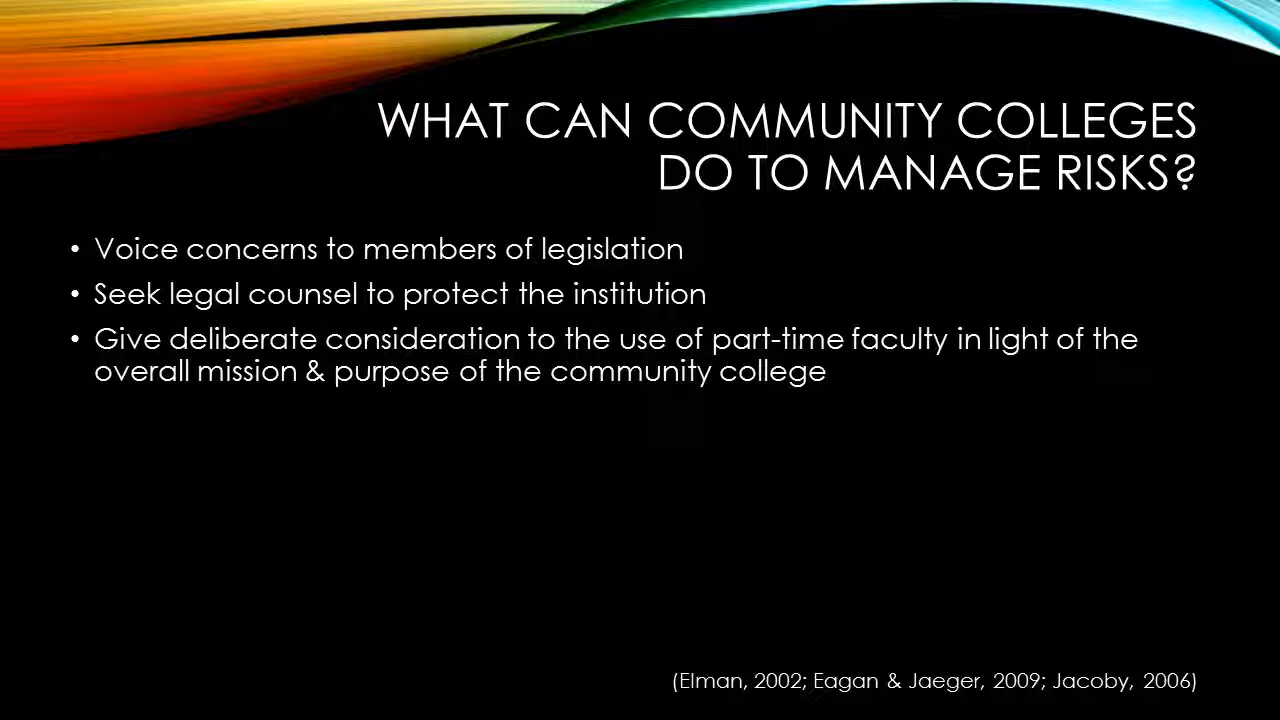 WHAT CAN COMMUNITY COLLEGES
DO TO MANAGE RISKS?
• Voice concerns to members of legislation
• Seek legal counsel to protect the institution
• Give deliberate consideration to the use of part-time faculty in light of the
overall mission & purpose of the community college
(Elman, 2002; Eagan & Jaeger, 2009; Jacoby, 2006)